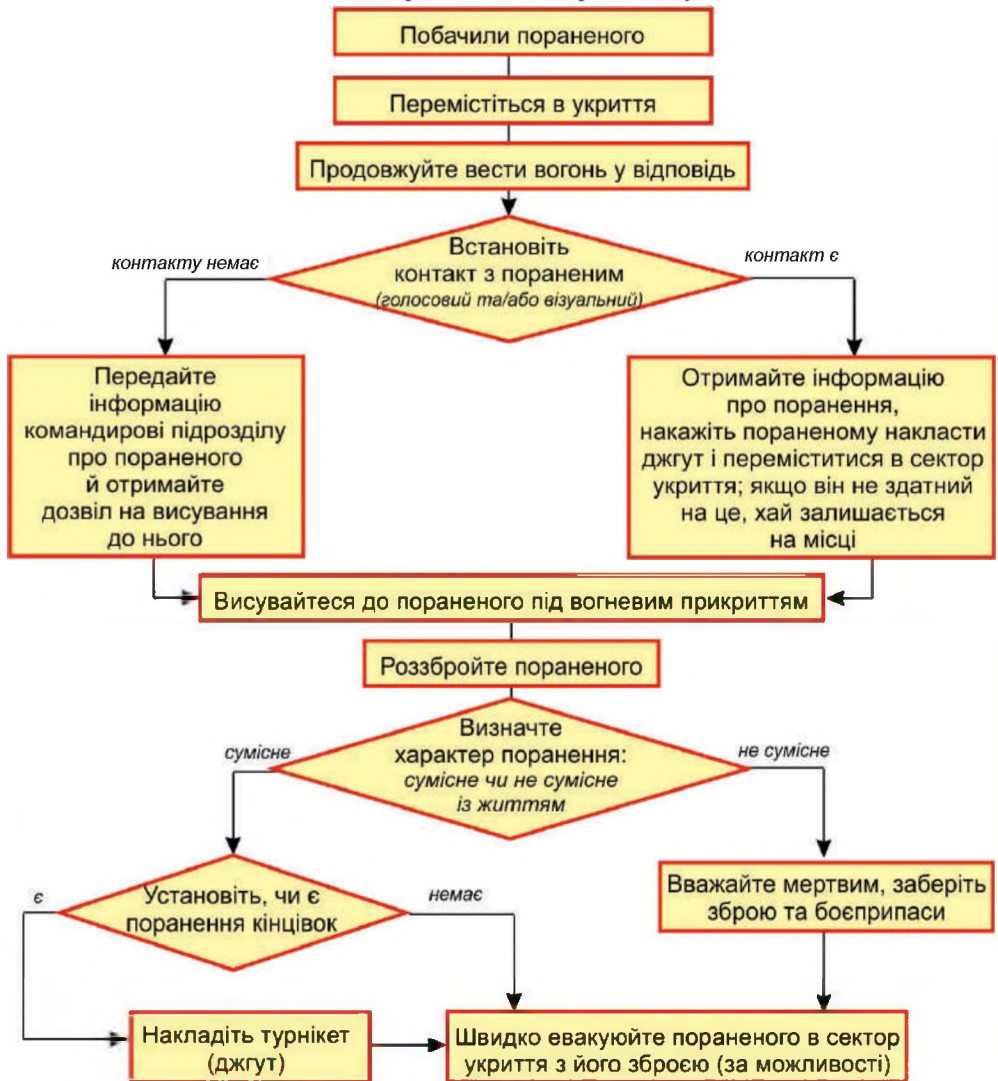 Побачили пораненого
Перемістіться в укриття
Продовжуйте вести вогонь у відповідь
Встановіть
контакт з пораненим
(голосовий та/або візуальний)
контакту немає
контакт є
Передайте
інформацію
командирові підрозділу
про пораненого
й отримайте
дозвіл на висування
до нього
Отримайте інформацію
про поранення,
накажіть пораненому накласти
джгут і переміститися в сектор
укриття; якщо він не здатний
на це, хай залишається
на місці
Висувайтеся до пораненого під вогневим прикриттям
Роззбройте пораненого
Визначте
характер поранення:
сумісне чи не сумісне
із життям
сумісне
не сумісне
Установіть, чи є
поранення кінцівок
є
немає
Вважайте мертвим, заберіть
зброю та боєприпаси
Накладіть турнікет
(джгут)
Швидко евакуюйте пораненого в сектор
укриття з його зброєю (за можливості)